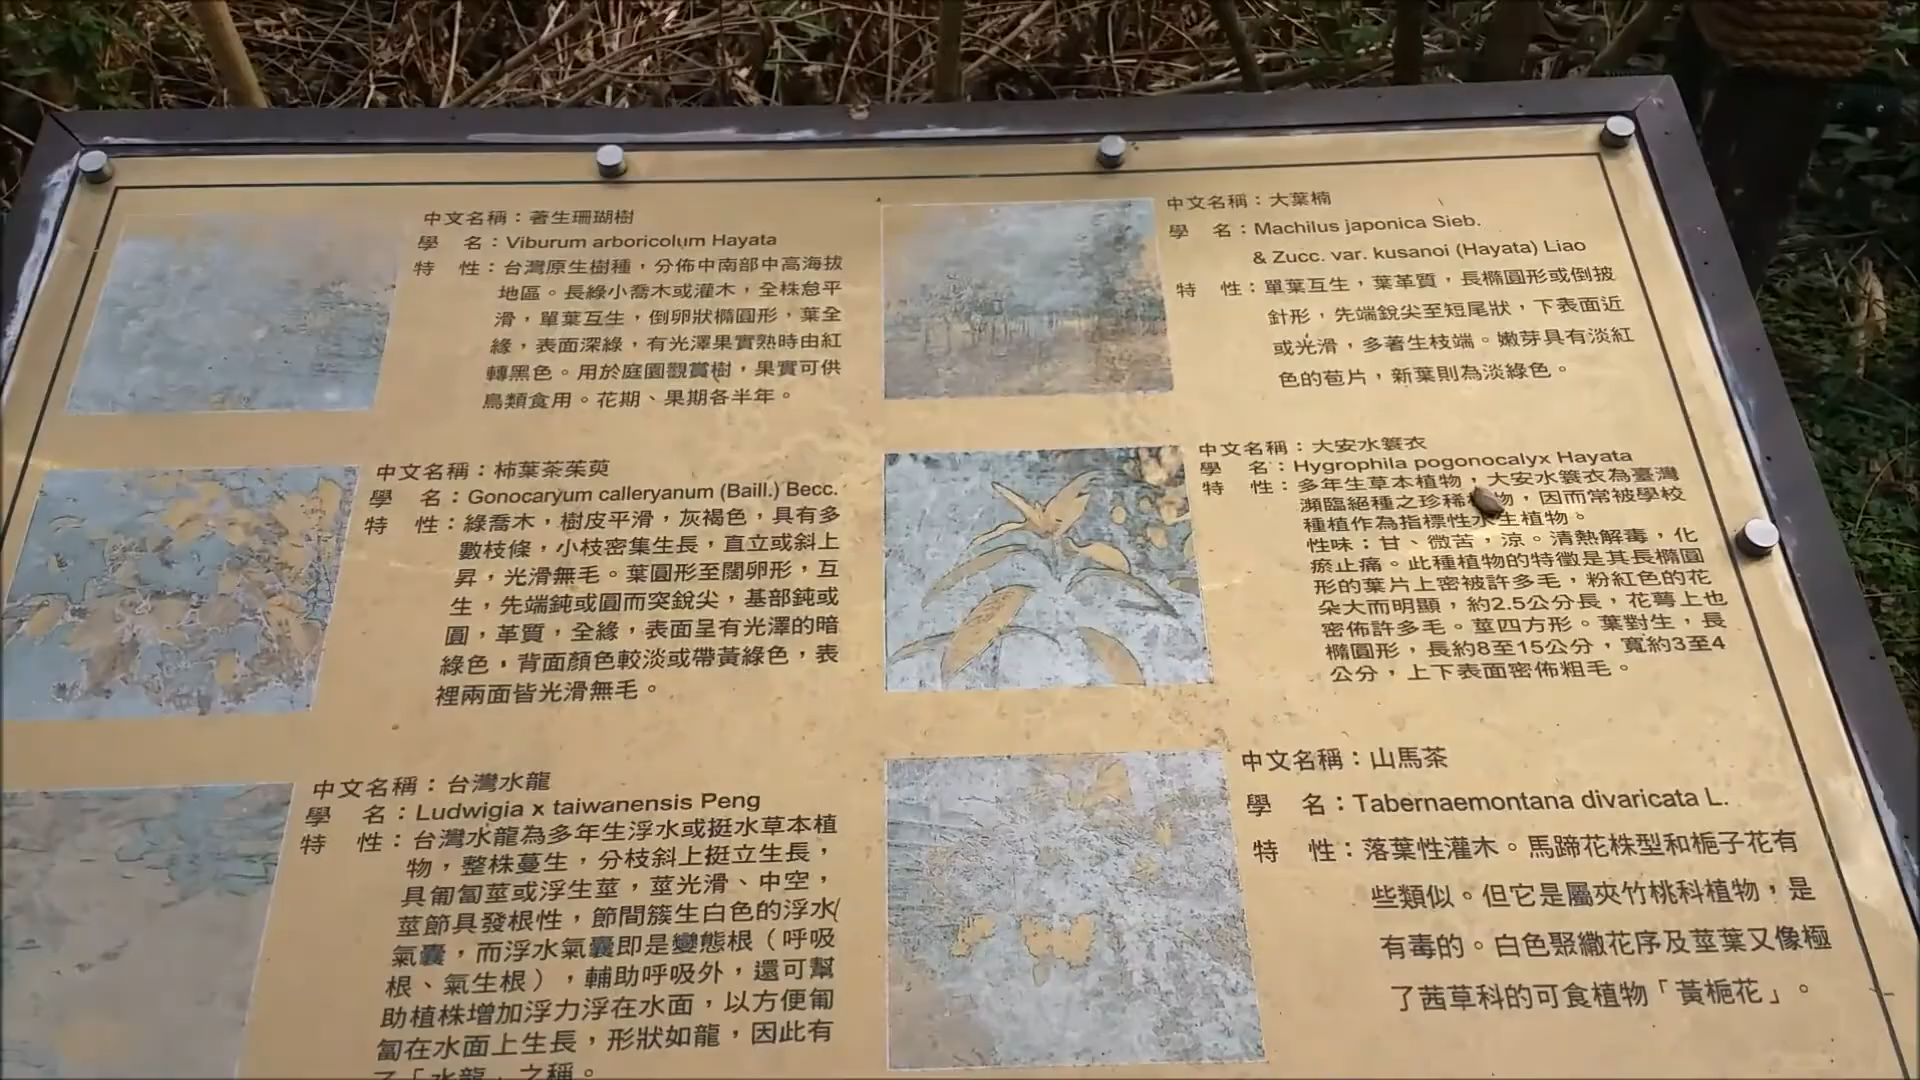 中文名稱：著生珊瑚樹
學　名：Viburum arboricolum Hayata
特　性：台灣原生樹種，分佈中南部中高海拔
地區。長綠小喬木或灌木，全株怠平
滑，單葉互生，倒卵狀橢圓形，葉全
緣，表面深綠，有光澤果實熟時由紅
轉黑色。用於庭園觀賞樹，果實可供
鳥類食用。花期、果期各半年。
中文名稱：柿葉茶茱萸
學　名：Gonocaryum calleryanum (Baill.) Becc.
特　性：綠喬木，樹皮平滑，灰褐色，具有多
數枝條，小枝密集生長，直立或斜上
昇，光滑無毛。葉圓形至闊卵形，互
生，先端鈍或圓而突銳尖，基部鈍或
圓，革質，全緣，表面呈有光澤的暗
綠色，背面顏色較淡或帶黃綠色，表
裡兩面皆光滑無毛。
中文名稱：台灣水龍
學　名：Ludwigia x taiwanensis Peng
特　性：台灣水龍為多年生浮水或挺水草本植
物，整株蔓生，分枝斜上挺立生長，
具匍匐莖或浮生莖，莖光滑、中空，
莖節具發根性，節間簇生白色的浮水
氣囊，而浮水氣囊即是變態根（呼吸
根、氣生根），輔助呼吸外，還可幫
助植株增加浮力浮在水面，以方便匍
匐在水面上生長，形狀如龍，因此有
了「水龍」之稱。
中文名稱：大葉楠
學　名：Machilus japonica Sieb.
& Zucc. var. kusanoi (Hayata) Liao
特　性：單葉互生，葉革質，長橢圓形或倒披
針形，先端銳尖至短尾狀，下表面近
或光滑，多著生枝端。嫩芽具有淡紅
色的苞片，新葉則為淡綠色。
中文名稱：大安水蓑衣
學　名：Hygrophila pogonocalyx Hayata
特　性：多年生草本植物，大安水蓑衣為臺灣
瀕臨絕種之珍稀物，因而常被學校
種植作為指標性水生植物。
性味：甘、微苦，涼。清熱解毒，化
瘀止痛。此種植物的特徵是其長橢圓
形的葉片上密被許多毛，粉紅色的花
朵大而明顯，約2.5公分長，花萼上也
密佈許多毛。莖四方形。葉對生，長
橢圓形，長約8至15公分，寬約3至4
公分，上下表面密佈粗毛。
中文名稱：山馬茶
學　名：Tabernaemontana divaricata L.
特　性：落葉性灌木。馬蹄花株型和梔子花有
些類似。但它是屬夾竹桃科植物，是
有毒的。白色聚繖花序及莖葉又像極
了茜草科的可食植物「黃梔花」。